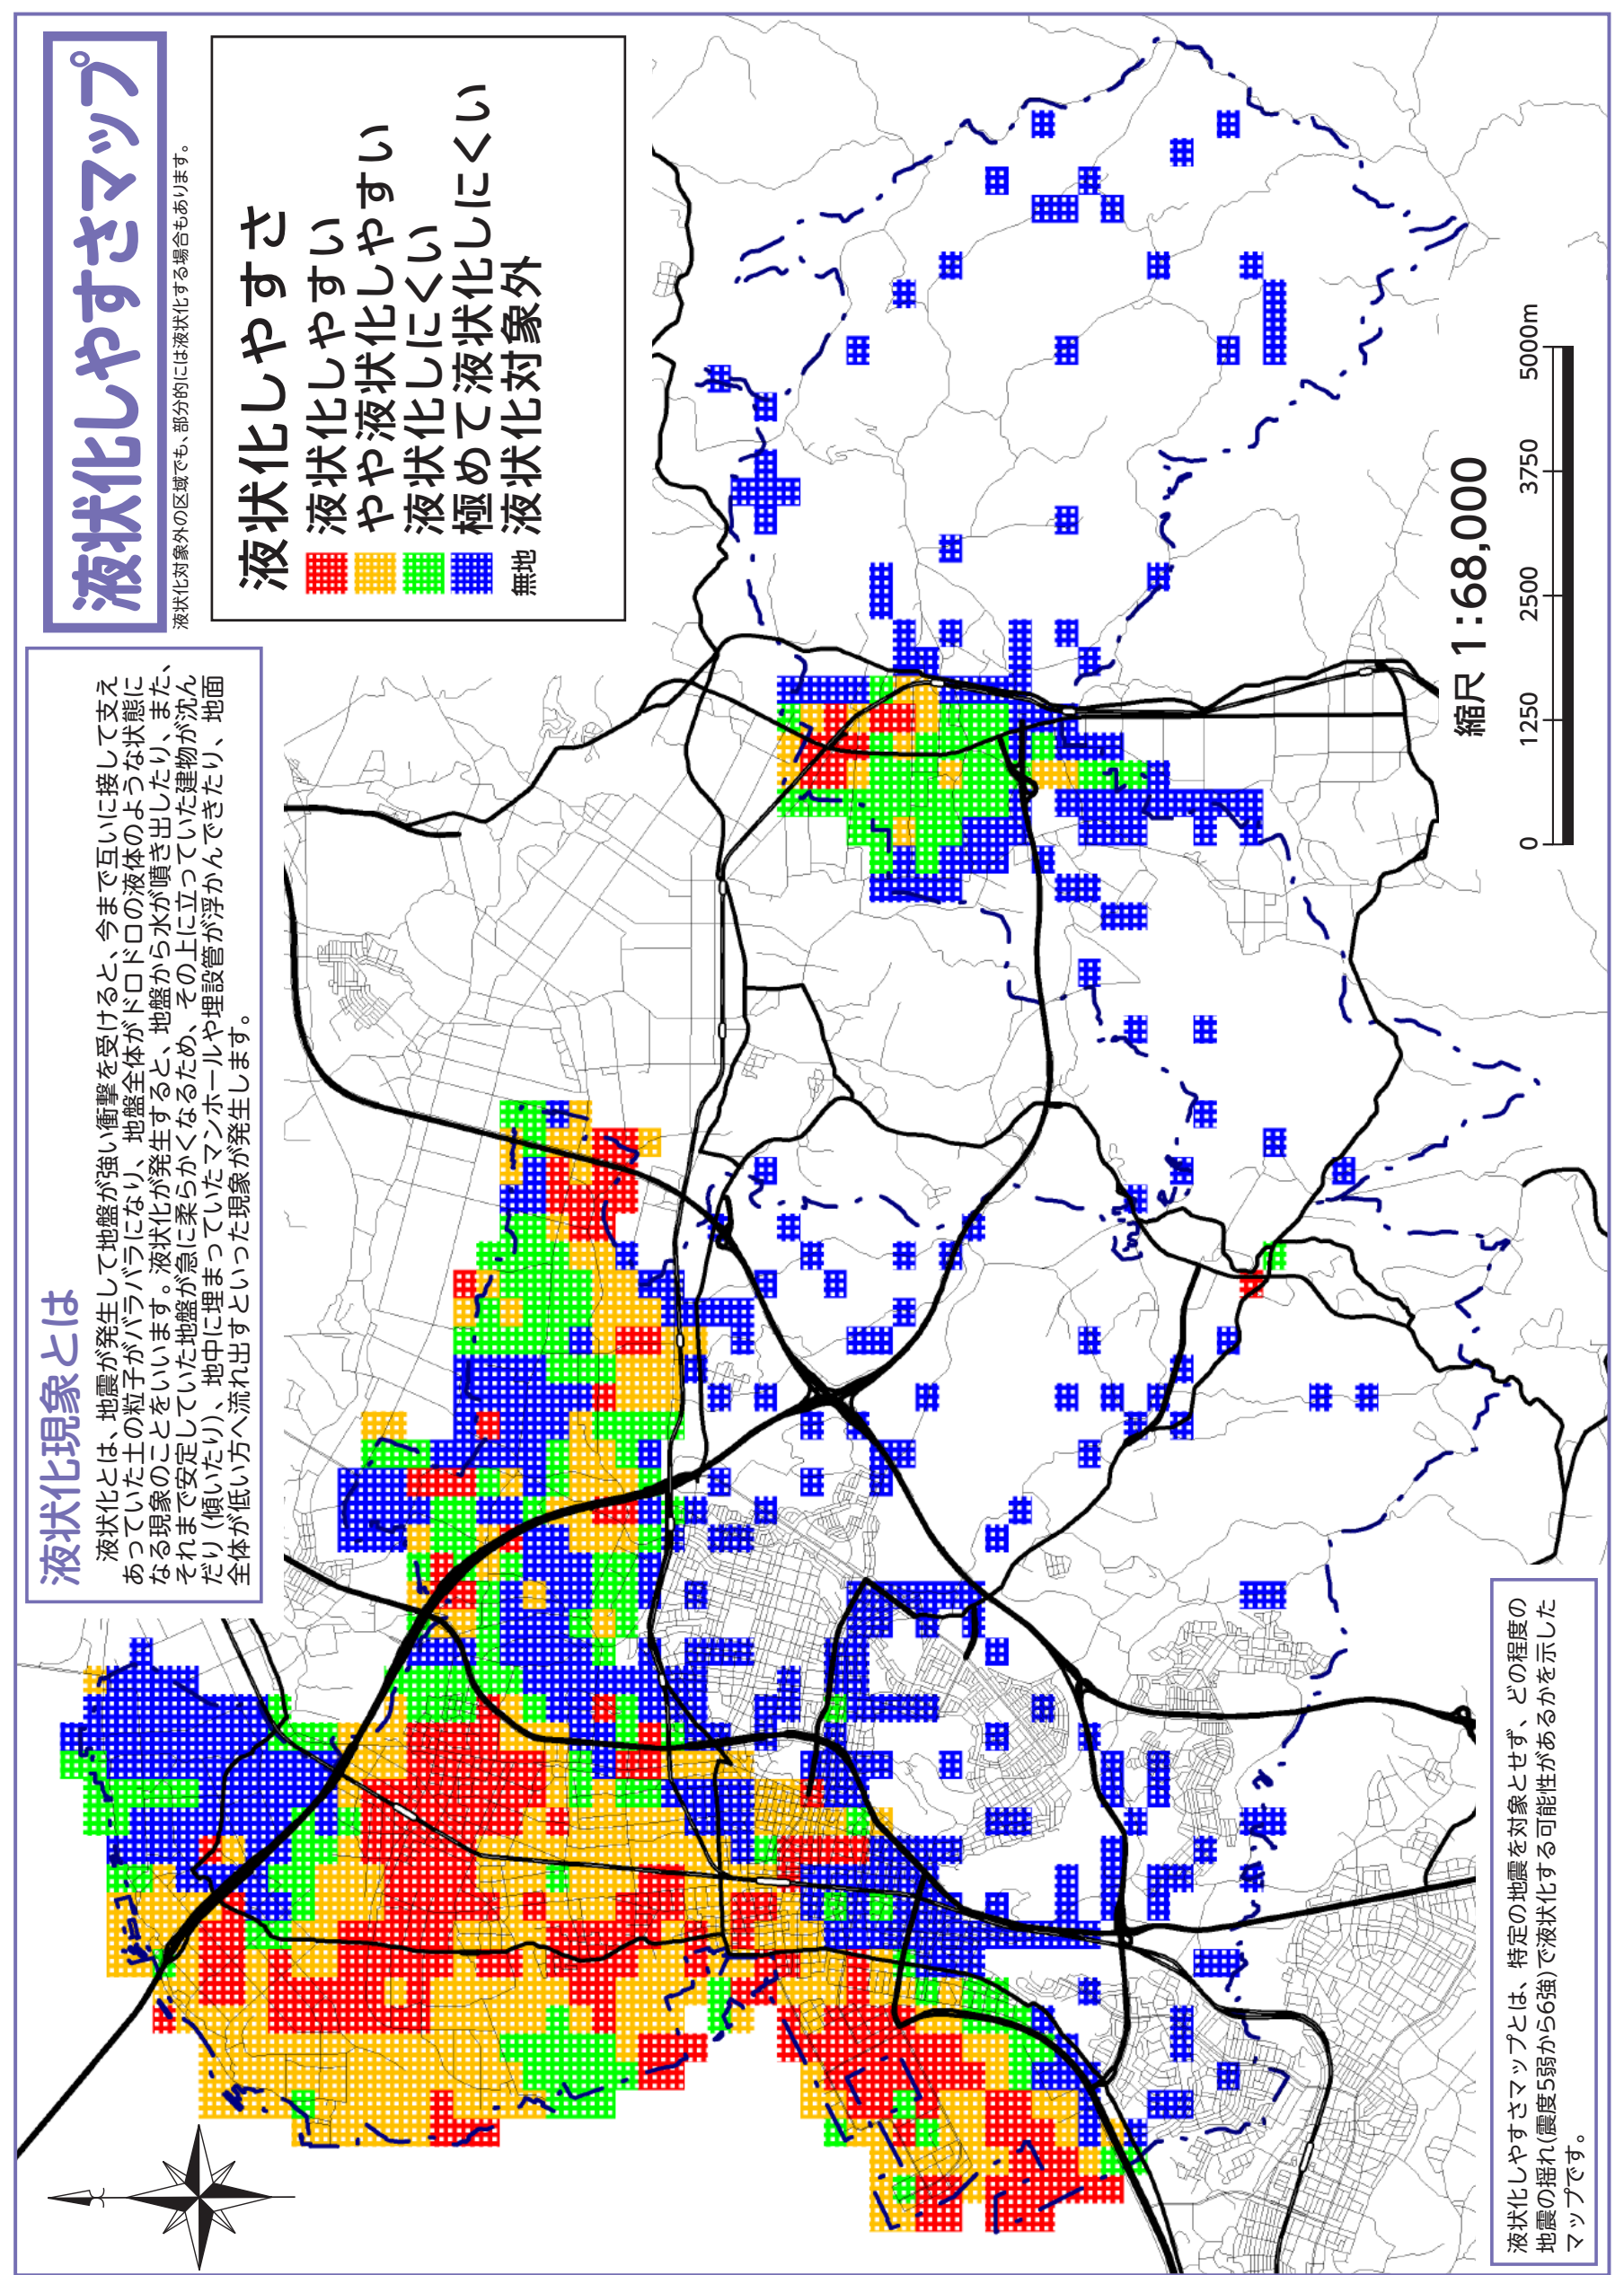 液状化しやすさマップ
液状化対象外の区域でも、部分的には液状化する場合もあります。
液状化しやすさ
液状化しやすい
やや液状化しやすい
液状化しにくい
極めて液状化しにくい
無地 液状化対象外
液状化現象とは
液状化とは、地震が発生して地盤が強い衝撃を受けると、今まで互いに接して支え
あっていた土の粒子がバラバラになり、地盤全体がドロドロの液体のような状態に
なる現象のことをいいます。液状化が発生すると、地盤から水が噴き出したり、また、
それまで安定していた地盤が急に柔らかくなるため、その上に立っていた建物が沈ん
だり（傾いたり）、地中に埋まっていたマンホールや埋設管が浮かんできたり、地面
全体が低い方へ流れ出すといった現象が発生します。
縮尺 1：68,000
0 1250 2500 3750 5000m
液状化しやすさマップとは、特定の地震を対象とせず、どの程度の
地震の揺れ(震度5弱から6強)で液状化する可能性があるかを示した
マップです。